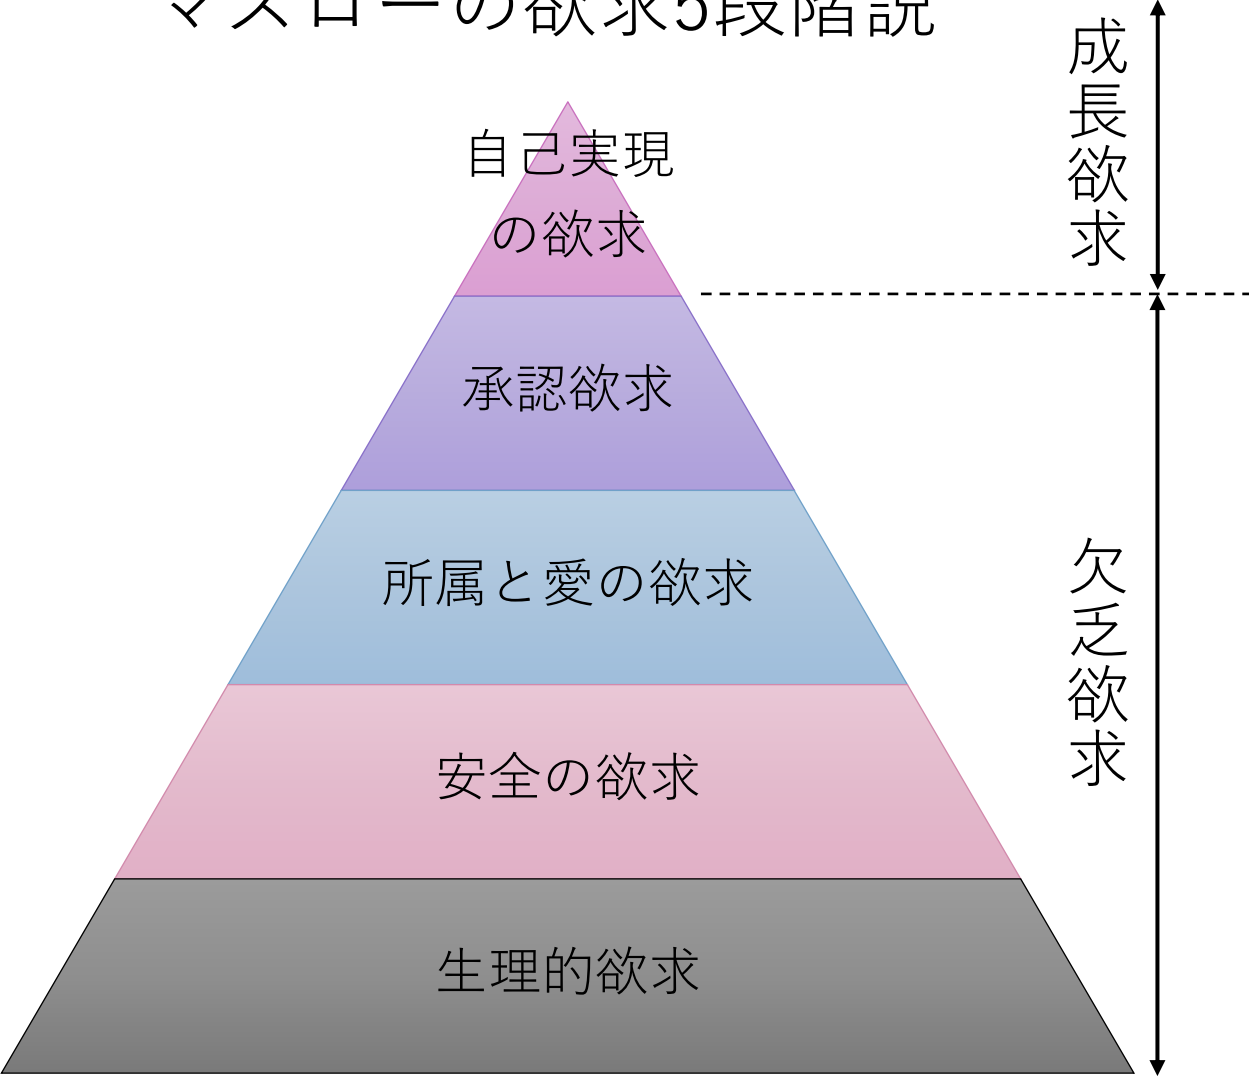 マズローの欲求5段階説
自己実現
の欲求
承認欲求
所属と愛の欲求
安全の欲求
生理的欲求
成長欲求
欠乏欲求